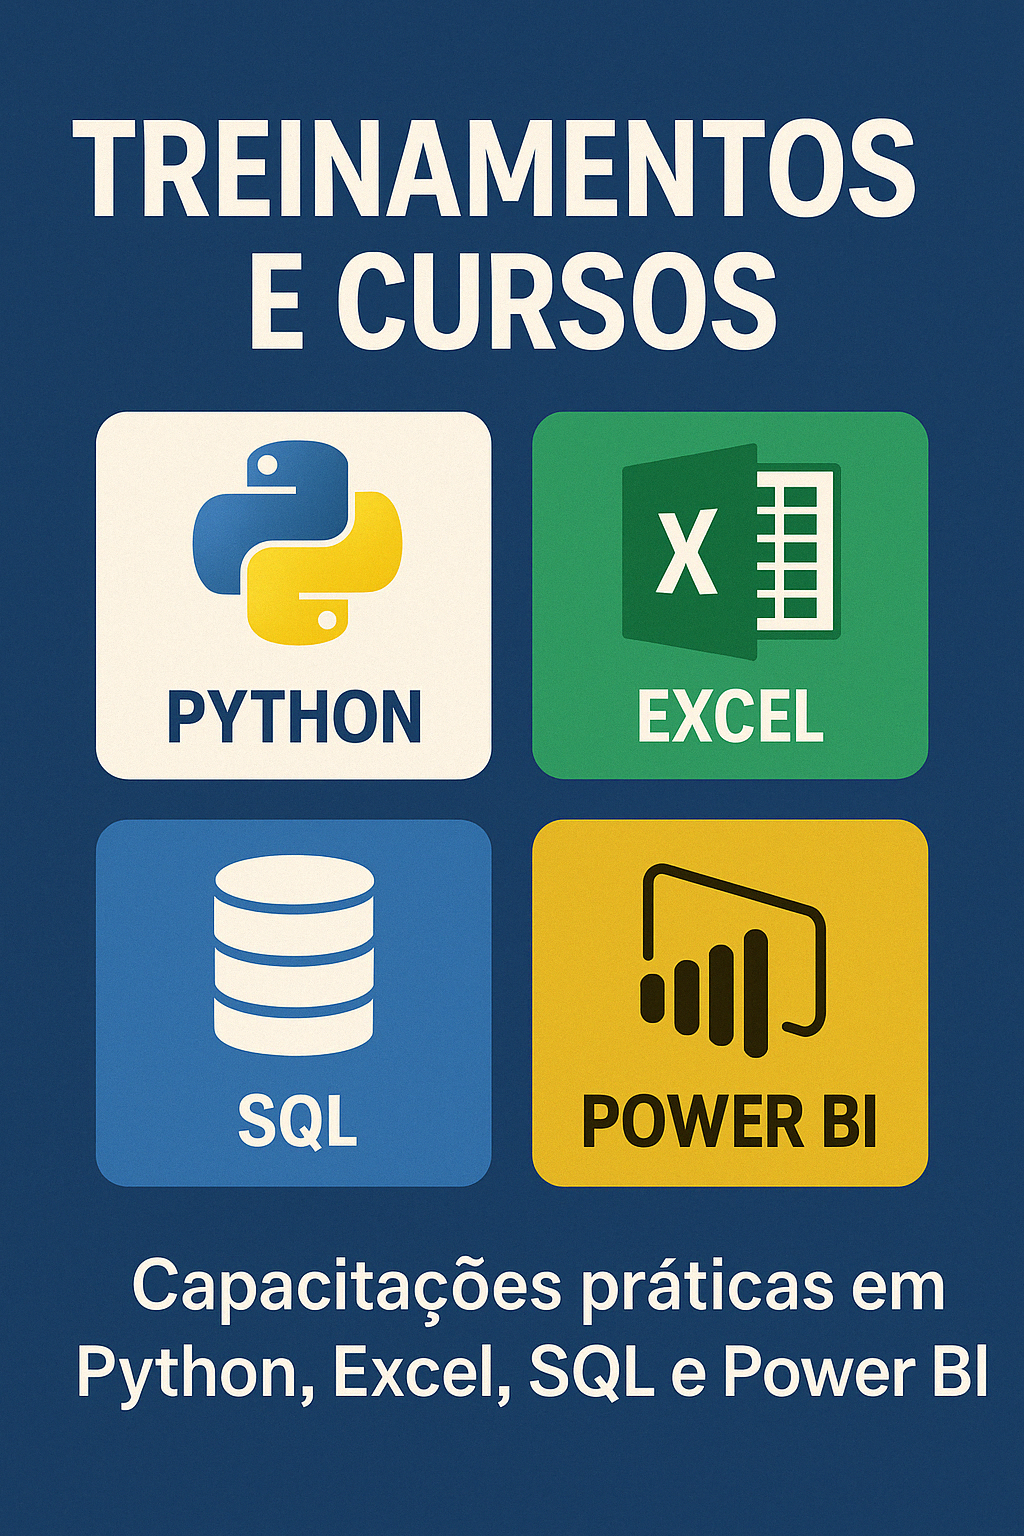 TREINAMENTOS
E CURSOS
PYTHON
X
EXCEL
SQL
POWER BI
Capacitações práticas em
Python, Excel, SQL e Power BI